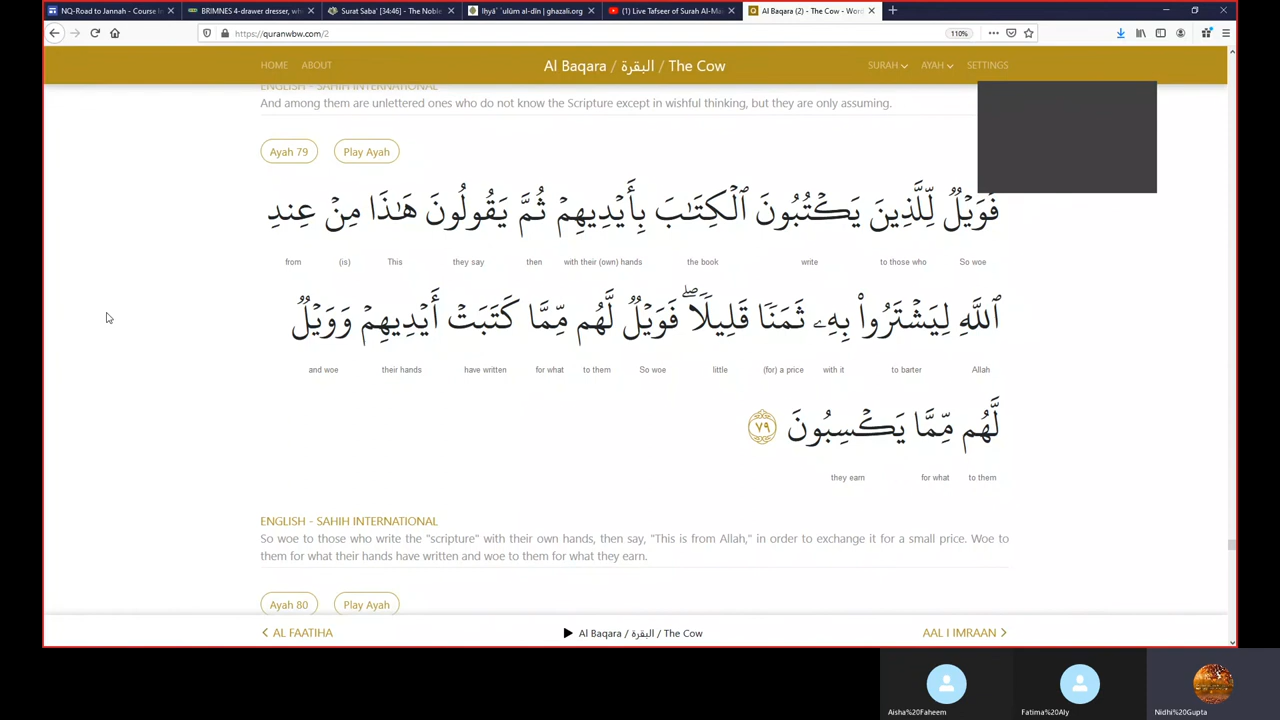 NQ-Road to Jannah - Course
BRIMNES 4-drawer dresser, wh
Surat Saba' [34:46] - The Noble
Iḥyāʾ ʿulūm al-dīn | ghazali.org
(1) Live Tafseer of Surah Al-Ma
Al Baqara (2) - The Cow - Wor
https://quranwbw.com/2
110%
HOME ABOUT
Al Baqara / البقرة / The Cow
SURAH AYAH SETTINGS
ENGLISH - SAHIH INTERNATIONAL
And among them are unlettered ones who do not know the Scripture except in wishful thinking, but they are only assuming.
Ayah 79 Play Ayah
فَوَيْلٌ لِّلَّذِينَ يَكْتُبُونَ ٱلْكِتَـٰبَ بِأَيْدِيهِمْ ثُمَّ يَقُولُونَ هَـٰذَا مِنْ عِندِ
from (is) This they say then with their (own) hands the book write to those who So woe
ٱللَّهِ لِيَشْتَرُوا۟ بِهِۦ ثَمَنًا قَلِيلًا ۖ فَوَيْلٌ لَّهُم مِّمَّا كَتَبَتْ أَيْدِيهِمْ وَوَيْلٌ
and woe their hands have written for what to them So woe little (for) a price with it to barter Allah
لَّهُم مِّمَّا يَكْسِبُونَ ٧٩
they earn for what to them
ENGLISH - SAHIH INTERNATIONAL
So woe to those who write the "scripture" with their own hands, then say, "This is from Allah," in order to exchange it for a small price. Woe to
them for what their hands have written and woe to them for what they earn.
Ayah 80 Play Ayah
AL FAATIHA
Al Baqara / البقرة / The Cow
AAL I IMRAAN
Aisha%20Faheem
Fatima%20Aly
Nidhi%20Gupta